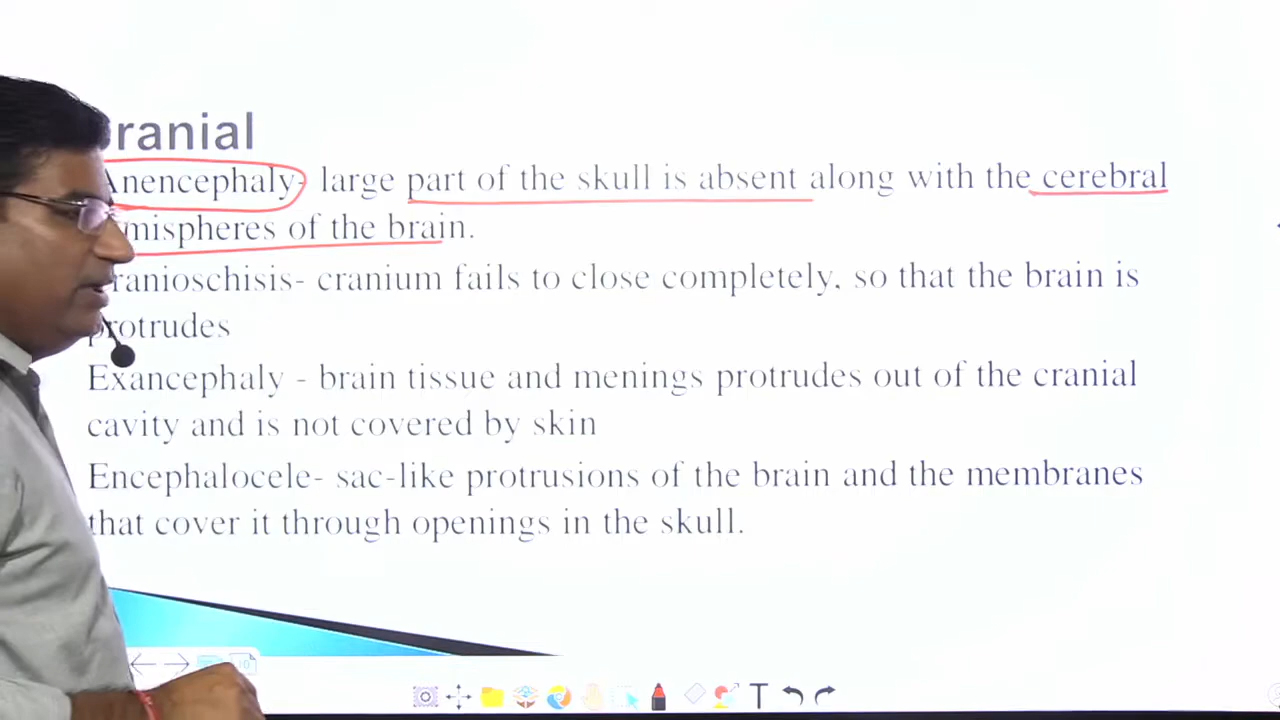 ranial
Anencephaly- large part of the skull is absent along with the cerebral
mispheres of the brain.
ranioschisis- cranium fails to close completely, so that the brain is
protrudes
Exancephaly - brain tissue and menings protrudes out of the cranial
cavity and is not covered by skin
Encephalocele- sac-like protrusions of the brain and the membranes
that cover it through openings in the skull.
10
T